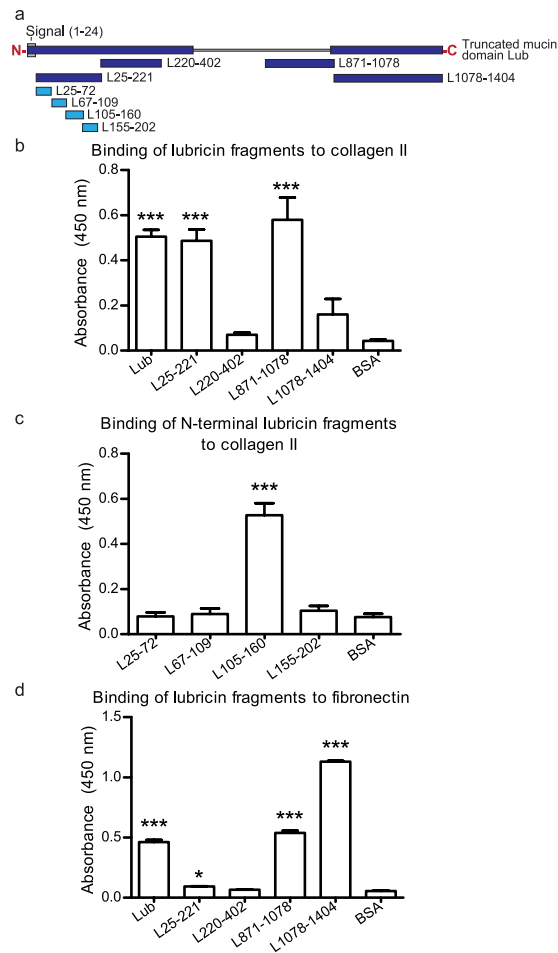 a
Signal (1-24)
N- -C Truncated mucin
domain Lub
L220-402 L871-1078
L25-221 L1078-1404
L25-72
L67-109
L105-160
L155-202
b
Binding of lubricin fragments to collagen II
Absorbance (450 nm)
0.8
0.6
0.4
0.2
0.0
*** *** ***
Lub L25-221 L220-402 L871-1078 L1078-1404 BSA
c
Binding of N-terminal lubricin fragments
to collagen II
Absorbance (450 nm)
0.8
0.6
0.4
0.2
0.0
***
L25-72 L67-109 L105-160 L155-202 BSA
d
Binding of lubricin fragments to fibronectin
Absorbance (450 nm)
1.5
1.0
0.5
0.0
*** * *** ***
Lub L25-221 L220-402 L871-1078 L1078-1404 BSA